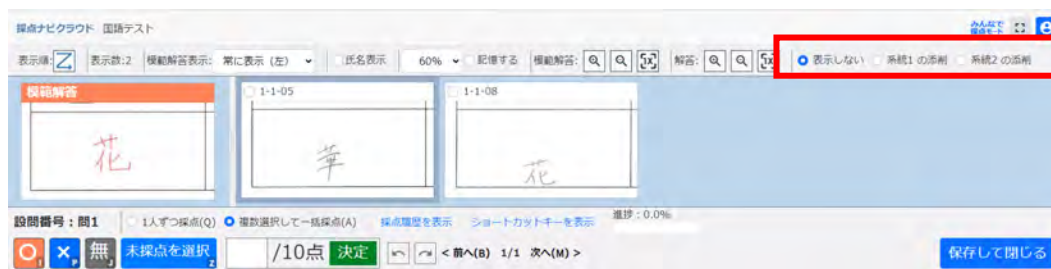 採点ナビクラウド 国語テスト みんなで採点モード
表示順: 表示数:2 模範解答表示: 常に表示（左） 氏名表示 60% 記憶する 模範解答: 解答: 表示しない 系統1 の添削 系統2 の添削
模範解答 1-1-05 1-1-08
花 華 花
設問番号：問1 1人ずつ採点(Q) 複数選択して一括採点(A) 採点履歴を表示 ショートカットキーを表示 進捗：0.0%
無 J 未採点を選択 Z /10点 決定 < 前へ(B) 1/1 次へ(M) > 保存して閉じる